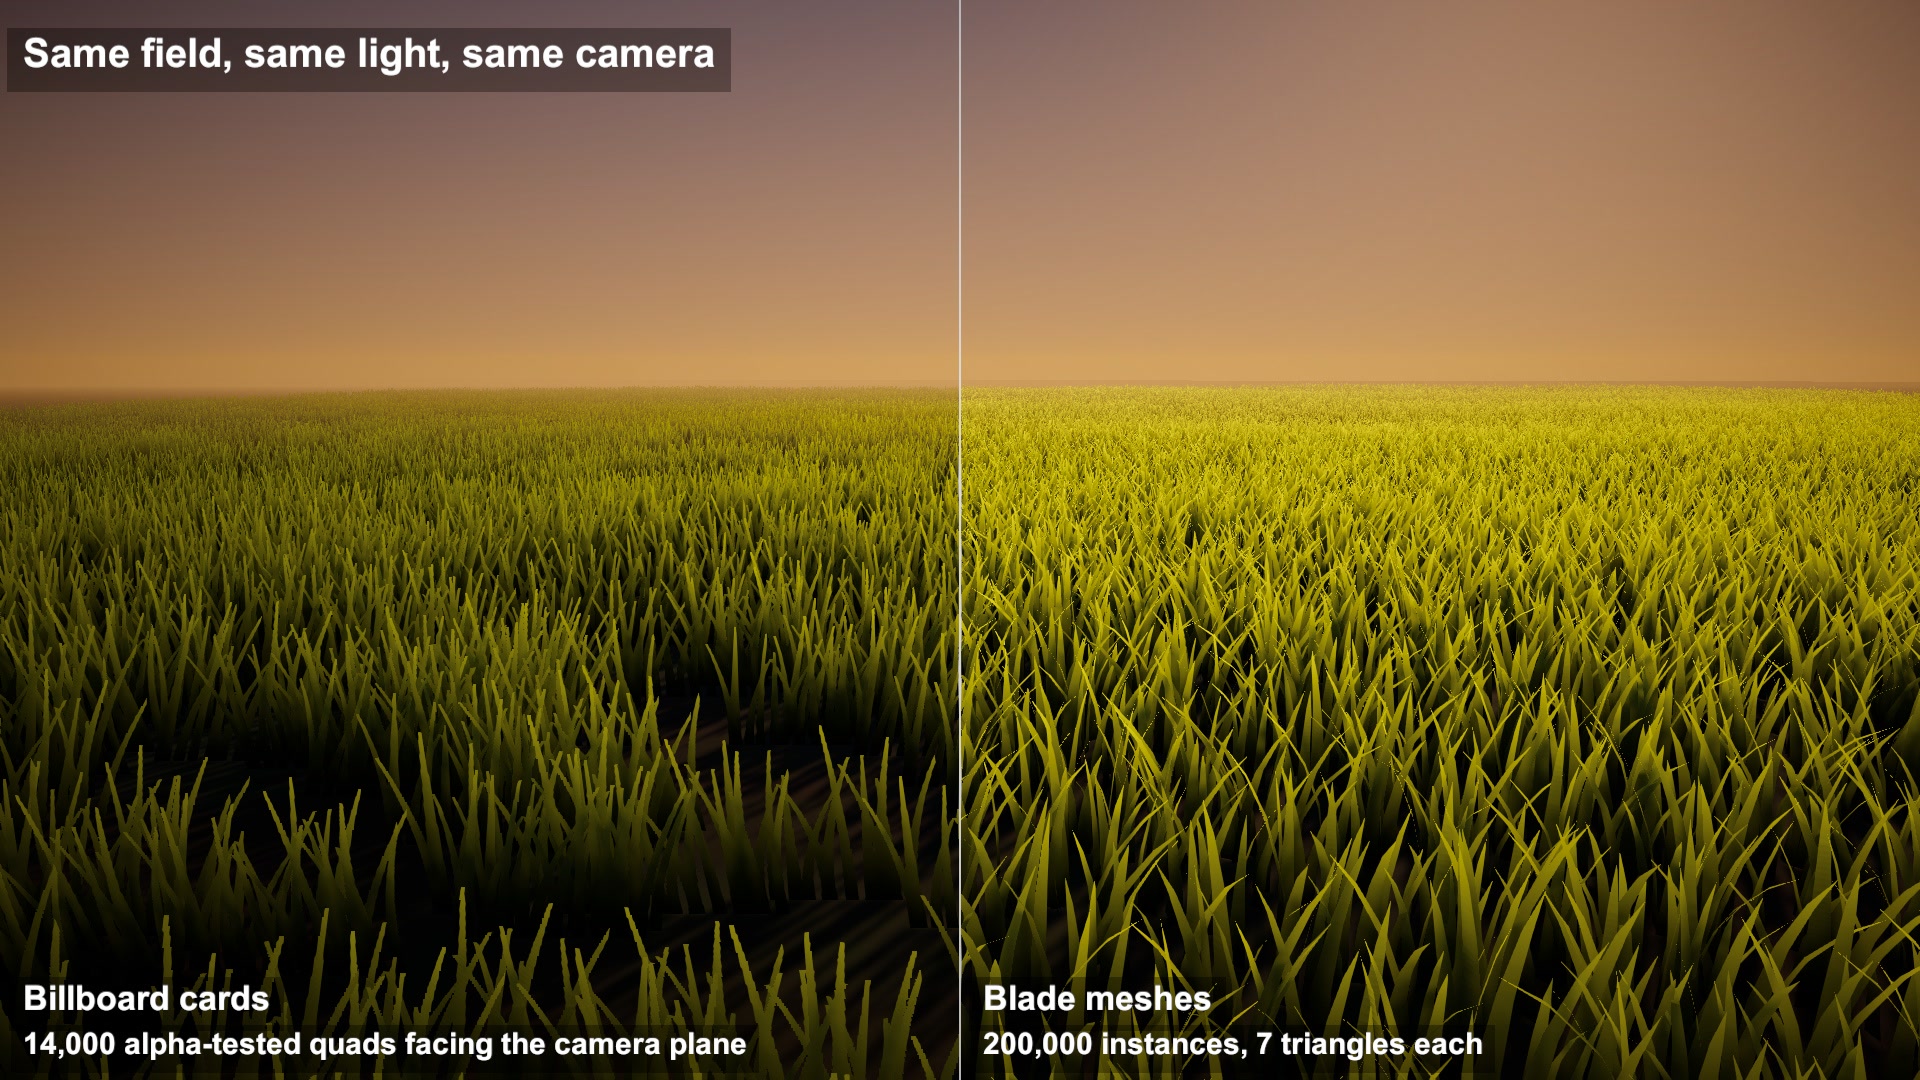 Same field, same light, same camera
Billboard cards
14,000 alpha-tested quads facing the camera plane
Blade meshes
200,000 instances, 7 triangles each